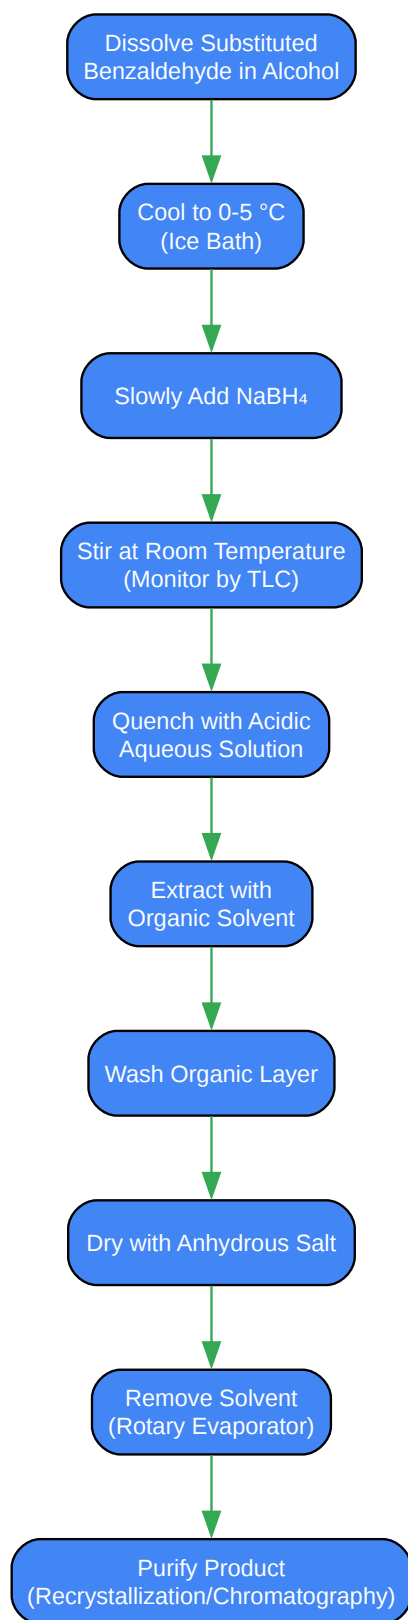 Dissolve Substituted
Benzaldehyde in Alcohol
Cool to 0-5 °C
(Ice Bath)
Slowly Add NaBH₄
Stir at Room Temperature
(Monitor by TLC)
Quench with Acidic
Aqueous Solution
Extract with
Organic Solvent
Wash Organic Layer
Dry with Anhydrous Salt
Remove Solvent
(Rotary Evaporator)
Purify Product
(Recrystallization/Chromatography)